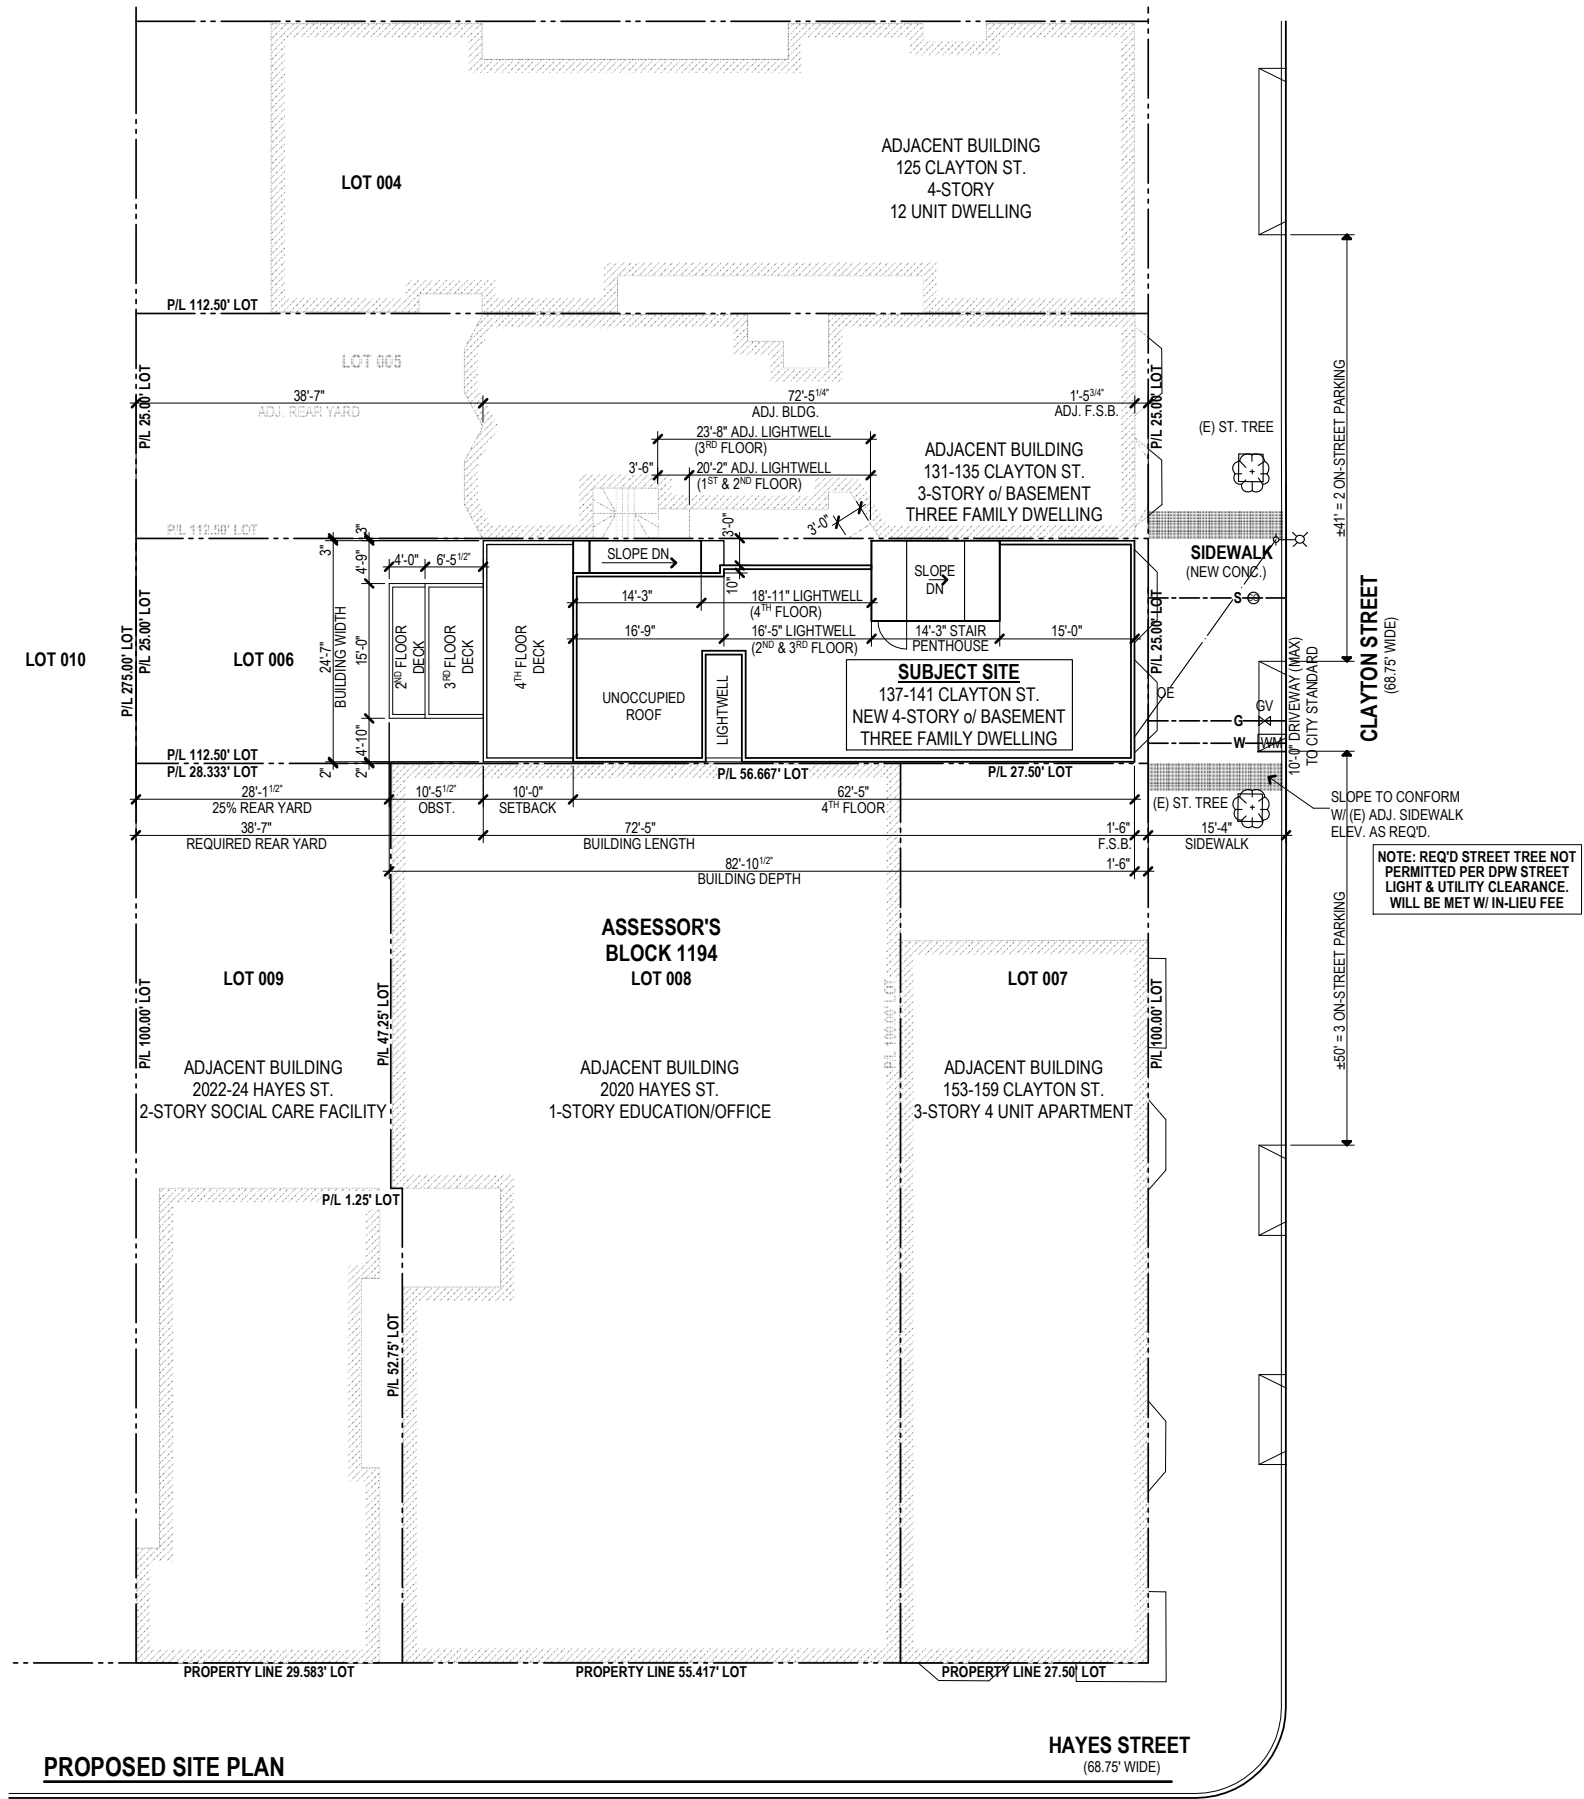 ADJACENT BUILDING
125 CLAYTON ST.
4-STORY
12 UNIT DWELLING
LOT 004
P/L 112.50' LOT
LOT 005
P/L 25.00' LOT
38'-7"
ADJ. REAR YARD
72'-5 1/4"
ADJ. BLDG.
1'-5 3/4"
ADJ. F.S.B.
P/L 25.00' LOT
23'-8" ADJ. LIGHTWELL
(3RD FLOOR)
3'-6"
20'-2" ADJ. LIGHTWELL
(1ST & 2ND FLOOR)
ADJACENT BUILDING
131-135 CLAYTON ST.
3-STORY o/ BASEMENT
THREE FAMILY DWELLING
(E) ST. TREE
±41' = 2 ON-STREET PARKING
P/L 112.50' LOT
3'-0"
3'-0"
3"
3"
4'-9"
4'-0"
6'-5 1/2"
SLOPE DN
10"
SLOPE
DN
SIDEWALK
(NEW CONC.)
S
14'-3"
18'-11" LIGHTWELL
(4TH FLOOR)
16'-9"
16'-5" LIGHTWELL
(2ND & 3RD FLOOR)
14'-3" STAIR
PENTHOUSE
15'-0"
LOT 010
P/L 275.00' LOT
P/L 25.00' LOT
LOT 006
24'-7"
BUILDING WIDTH
15'-0"
2ND FLOOR
DECK
3RD FLOOR
DECK
4TH FLOOR
DECK
UNOCCUPIED
ROOF
LIGHTWELL
SUBJECT SITE
137-141 CLAYTON ST.
NEW 4-STORY o/ BASEMENT
THREE FAMILY DWELLING
P/L 25.00' LOT
OE
GV
G
W
WM
10'-0" DRIVEWAY (MAX)
TO CITY STANDARD
CLAYTON STREET
(68.75' WIDE)
4'-10"
2"
2"
P/L 112.50' LOT
P/L 28.333' LOT
P/L 56.667' LOT
P/L 27.50' LOT
28'-1 1/2"
25% REAR YARD
10'-5 1/2"
OBST.
10'-0"
SETBACK
62'-5"
4TH FLOOR
(E) ST. TREE
SLOPE TO CONFORM
W/ (E) ADJ. SIDEWALK
ELEV. AS REQ'D.
38'-7"
REQUIRED REAR YARD
72'-5"
BUILDING LENGTH
1'-6"
F.S.B.
15'-4"
SIDEWALK
82'-10 1/2"
BUILDING DEPTH
1'-6"
NOTE: REQ'D STREET TREE NOT
PERMITTED PER DPW STREET
LIGHT & UTILITY CLEARANCE.
WILL BE MET W/ IN-LIEU FEE
±50' = 3 ON-STREET PARKING
ASSESSOR'S
BLOCK 1194
LOT 009
LOT 008
LOT 007
P/L 100.00' LOT
P/L 47.25' LOT
P/L 100.00' LOT
P/L 100.00' LOT
ADJACENT BUILDING
2022-24 HAYES ST.
2-STORY SOCIAL CARE FACILITY
ADJACENT BUILDING
2020 HAYES ST.
1-STORY EDUCATION/OFFICE
ADJACENT BUILDING
153-159 CLAYTON ST.
3-STORY 4 UNIT APARTMENT
P/L 1.25' LOT
P/L 52.75' LOT
PROPERTY LINE 29.583' LOT
PROPERTY LINE 55.417' LOT
PROPERTY LINE 27.50' LOT
HAYES STREET
(68.75' WIDE)
PROPOSED SITE PLAN